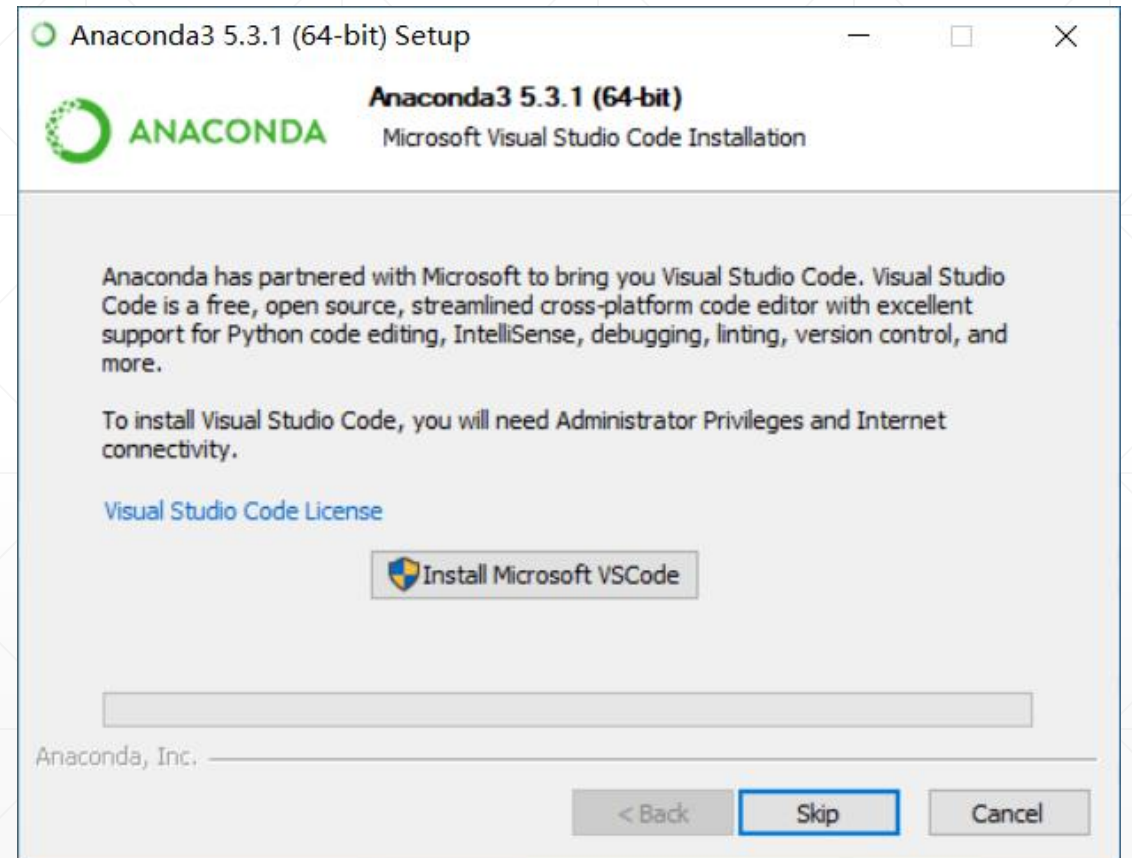 Anaconda3 5.3.1 (64-bit) Setup
ANACONDA
Anaconda3 5.3.1 (64-bit)
Microsoft Visual Studio Code Installation
Anaconda has partnered with Microsoft to bring you Visual Studio Code. Visual Studio
Code is a free, open source, streamlined cross-platform code editor with excellent
support for Python code editing, IntelliSense, debugging, linting, version control, and
more.
To install Visual Studio Code, you will need Administrator Privileges and Internet
connectivity.
Visual Studio Code License
Install Microsoft VSCode
Anaconda, Inc.
< Back
Skip
Cancel